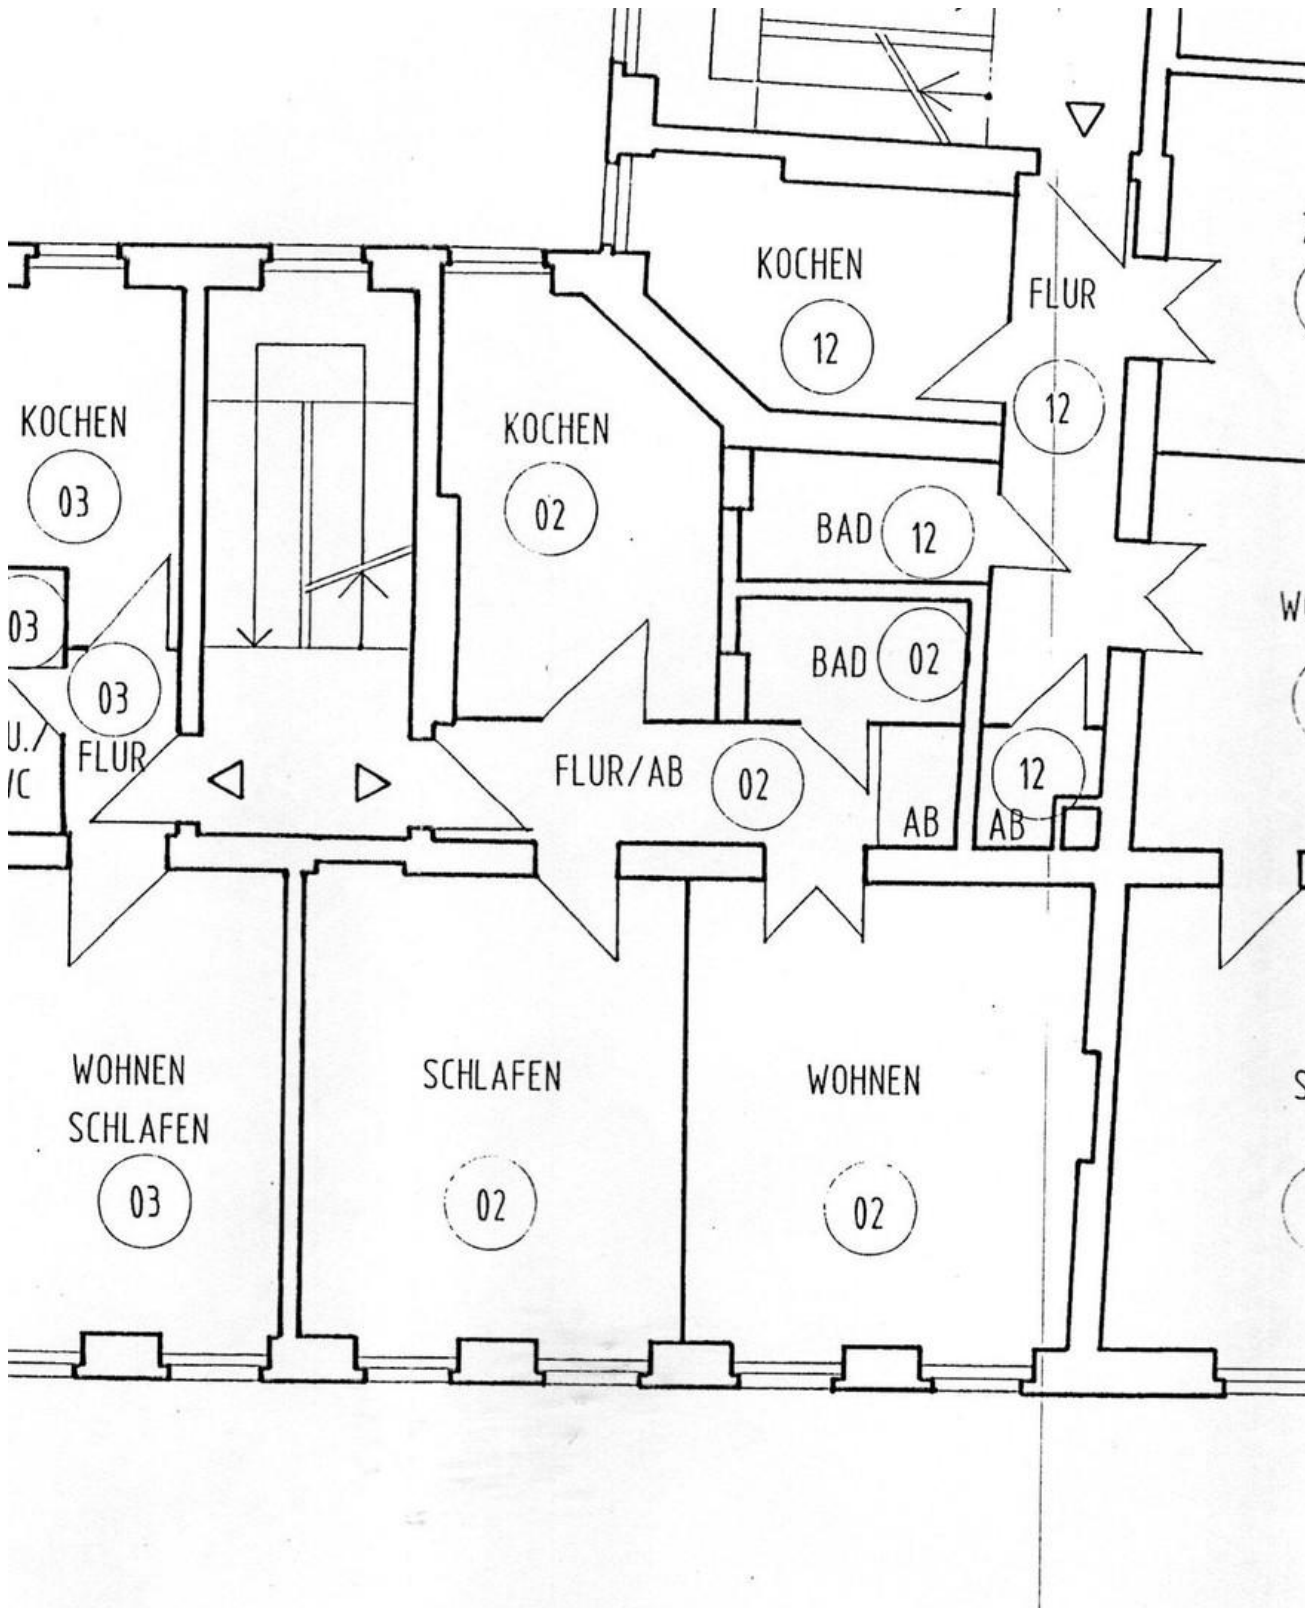 KOCHEN
12
FLUR
12
KOCHEN
03
KOCHEN
02
BAD 12
03
03
FLUR
BAD 02
FLUR/AB 02
12
AB
AB
WOHNEN
SCHLAFEN
03
SCHLAFEN
02
WOHNEN
02